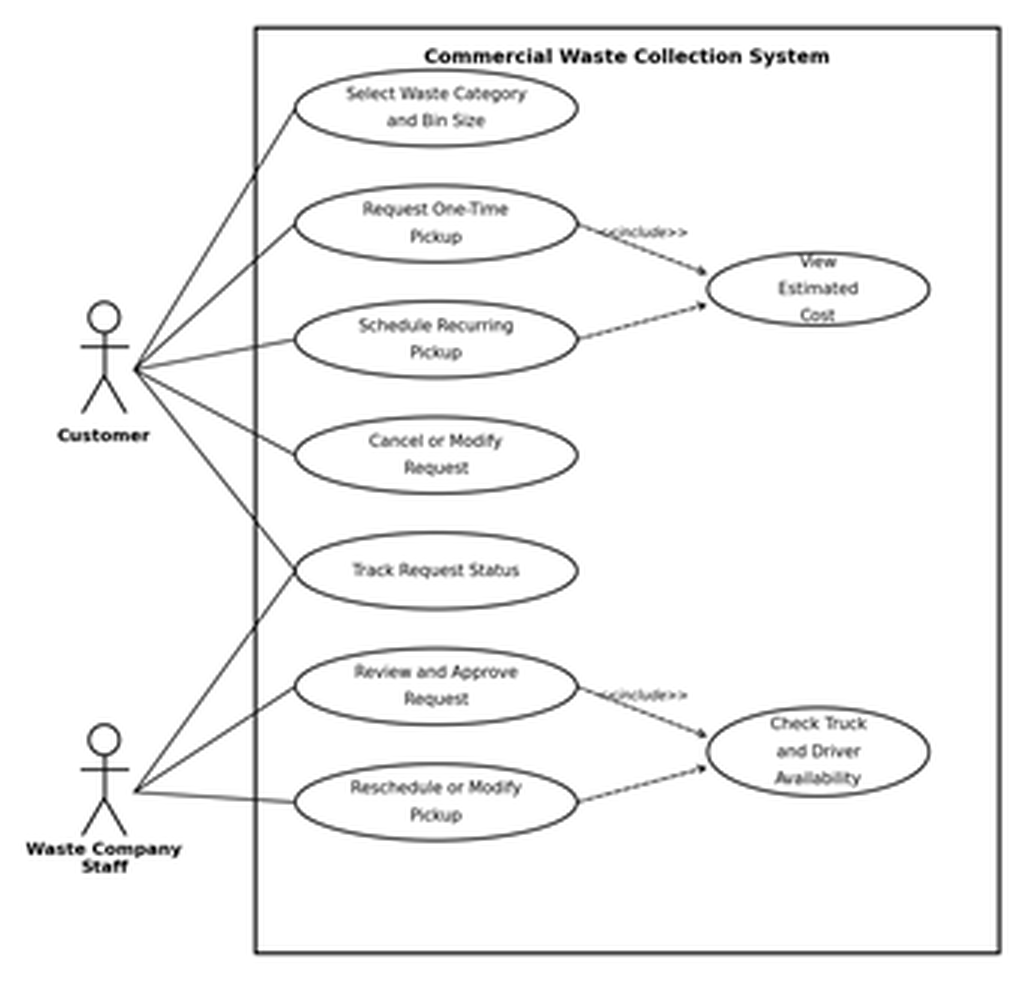 Commercial Waste Collection System
Select Waste Category
and Bin Size
Request One-Time
Pickup
<<include>>
View
Estimated
Cost
Schedule Recurring
Pickup
Customer
Cancel or Modify
Request
Track Request Status
Review and Approve
Request
<<include>>
Check Truck
and Driver
Availability
Reschedule or Modify
Pickup
Waste Company
Staff